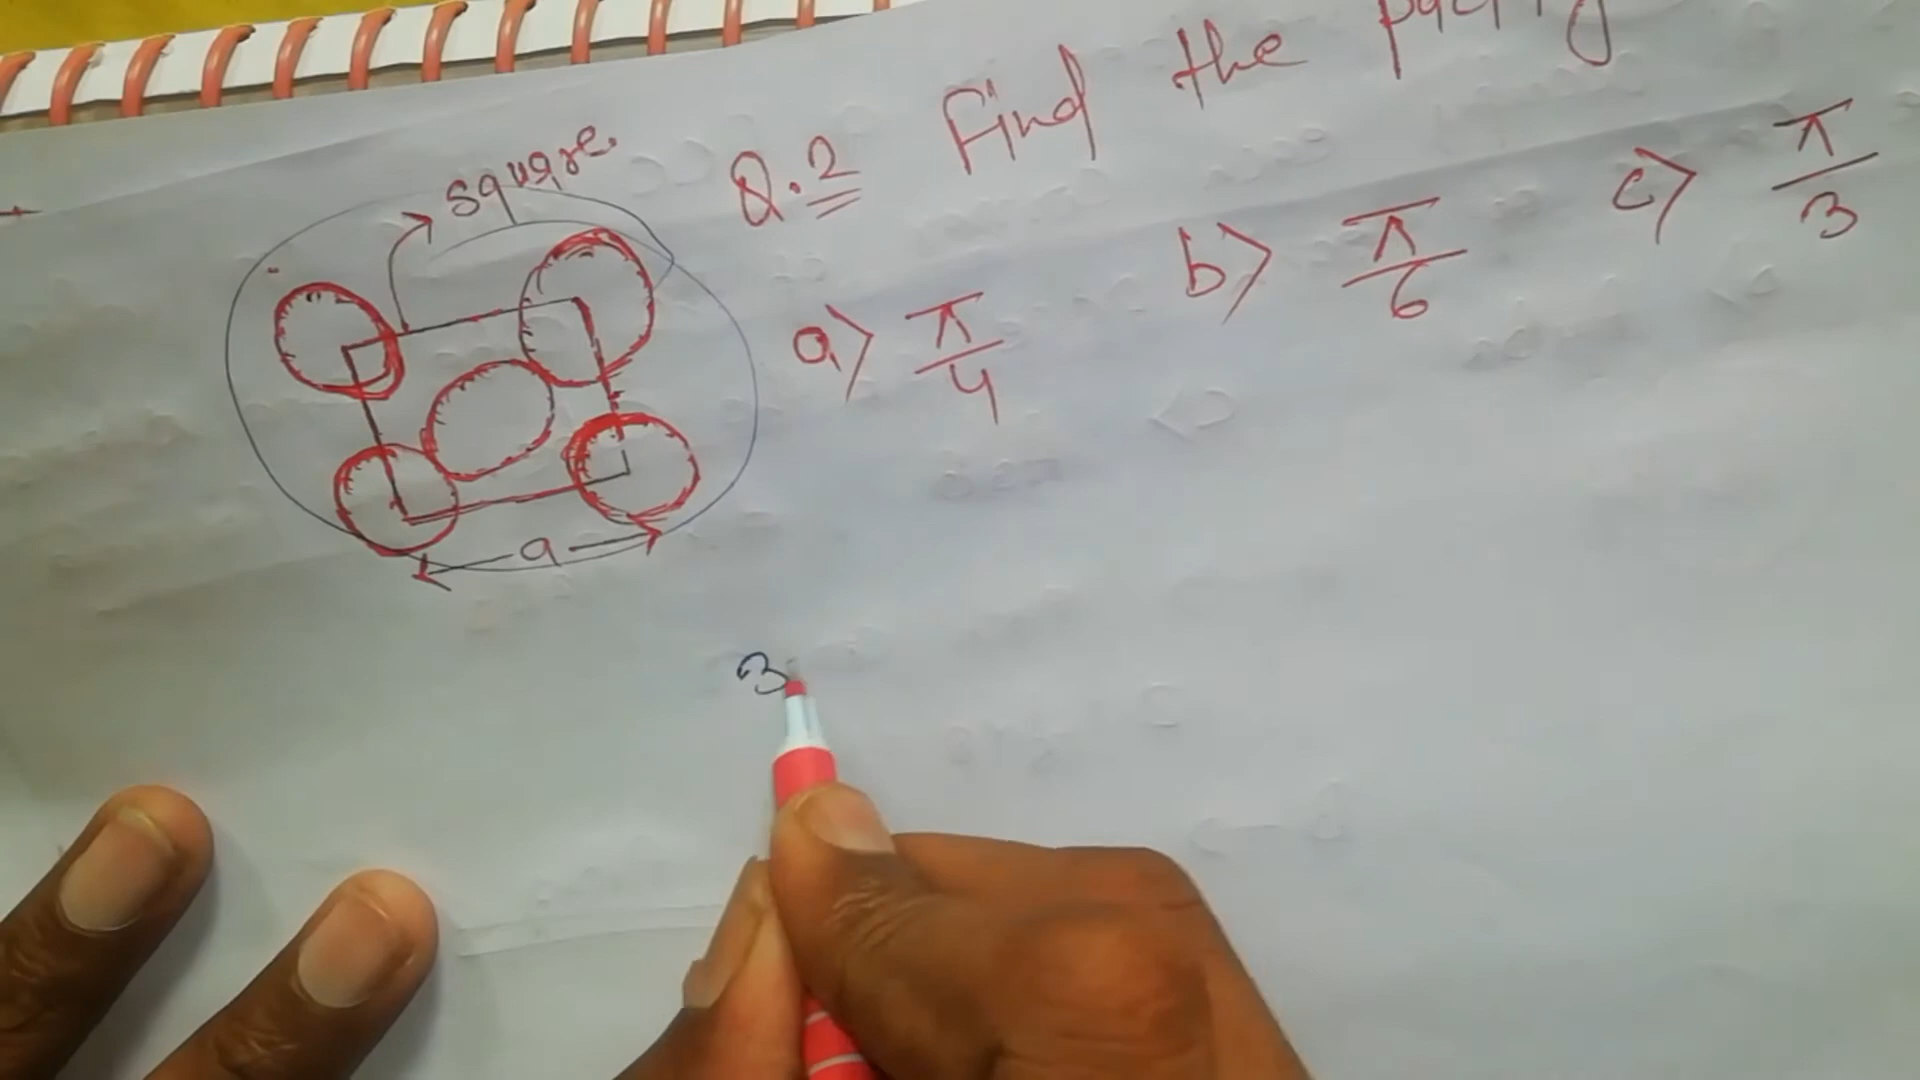 square.
Q.2 Find the
a> π/4 b> π/6 c> π/3
a
3